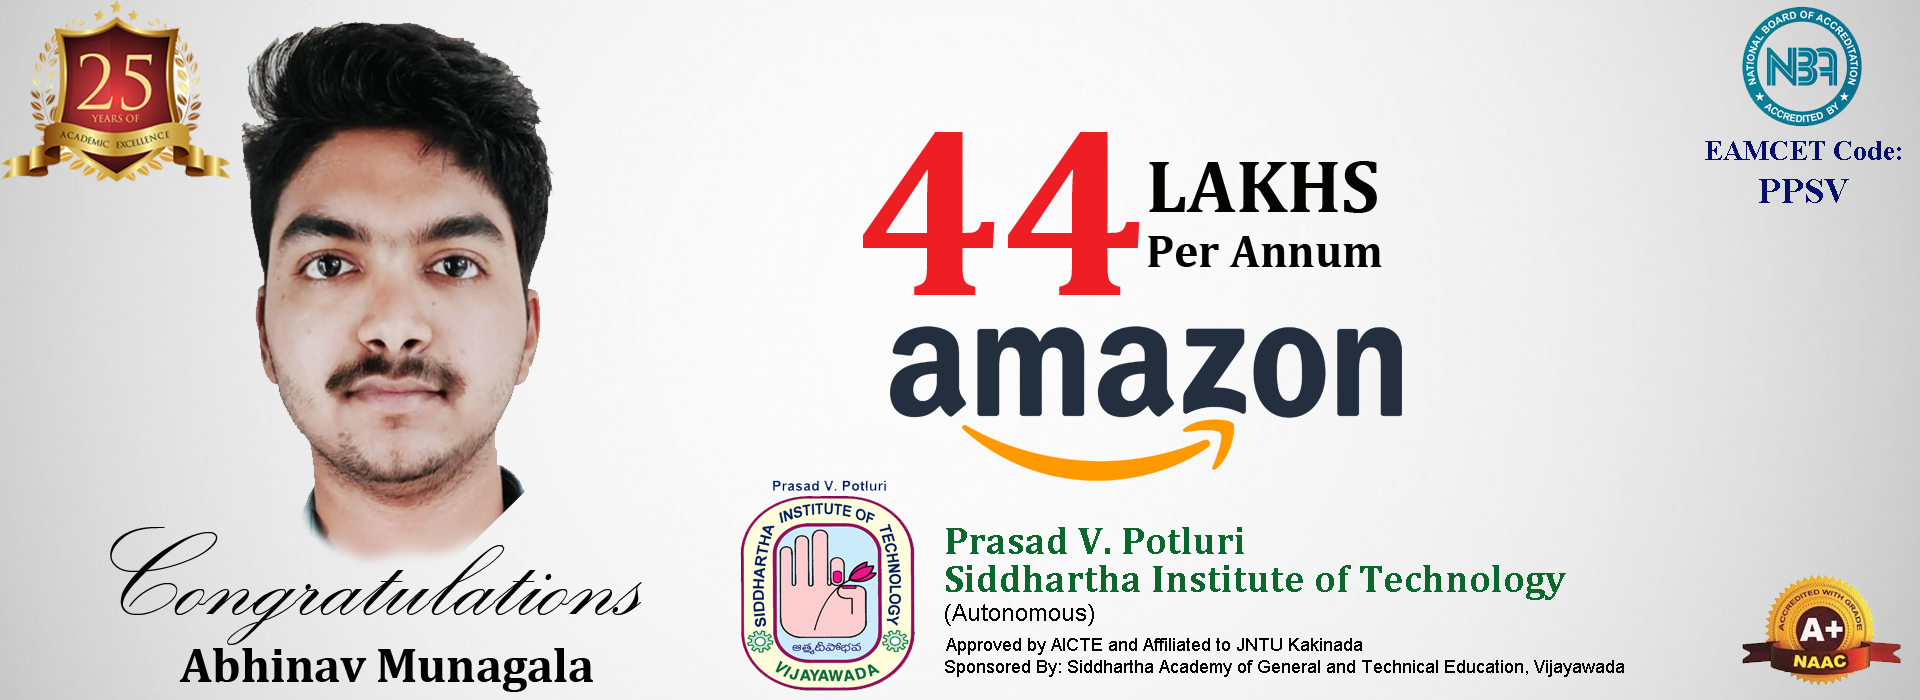 25
YEARS OF
ACADEMIC EXCELLENCE
Congratulations
Abhinav Munagala
44 LAKHS
Per Annum
amazon
Prasad V. Potluri
SIDDHARTHA INSTITUTE OF TECHNOLOGY
ఆత్మదీపోభవ
VIJAYAWADA
Prasad V. Potluri
Siddhartha Institute of Technology
(Autonomous)
Approved by AICTE and Affiliated to JNTU Kakinada
Sponsored By: Siddhartha Academy of General and Technical Education, Vijayawada
NATIONAL BOARD OF ACCREDITATION
NBA
ACCREDITED BY
EAMCET Code:
PPSV
ACCREDITED WITH GRADE
A+
NAAC